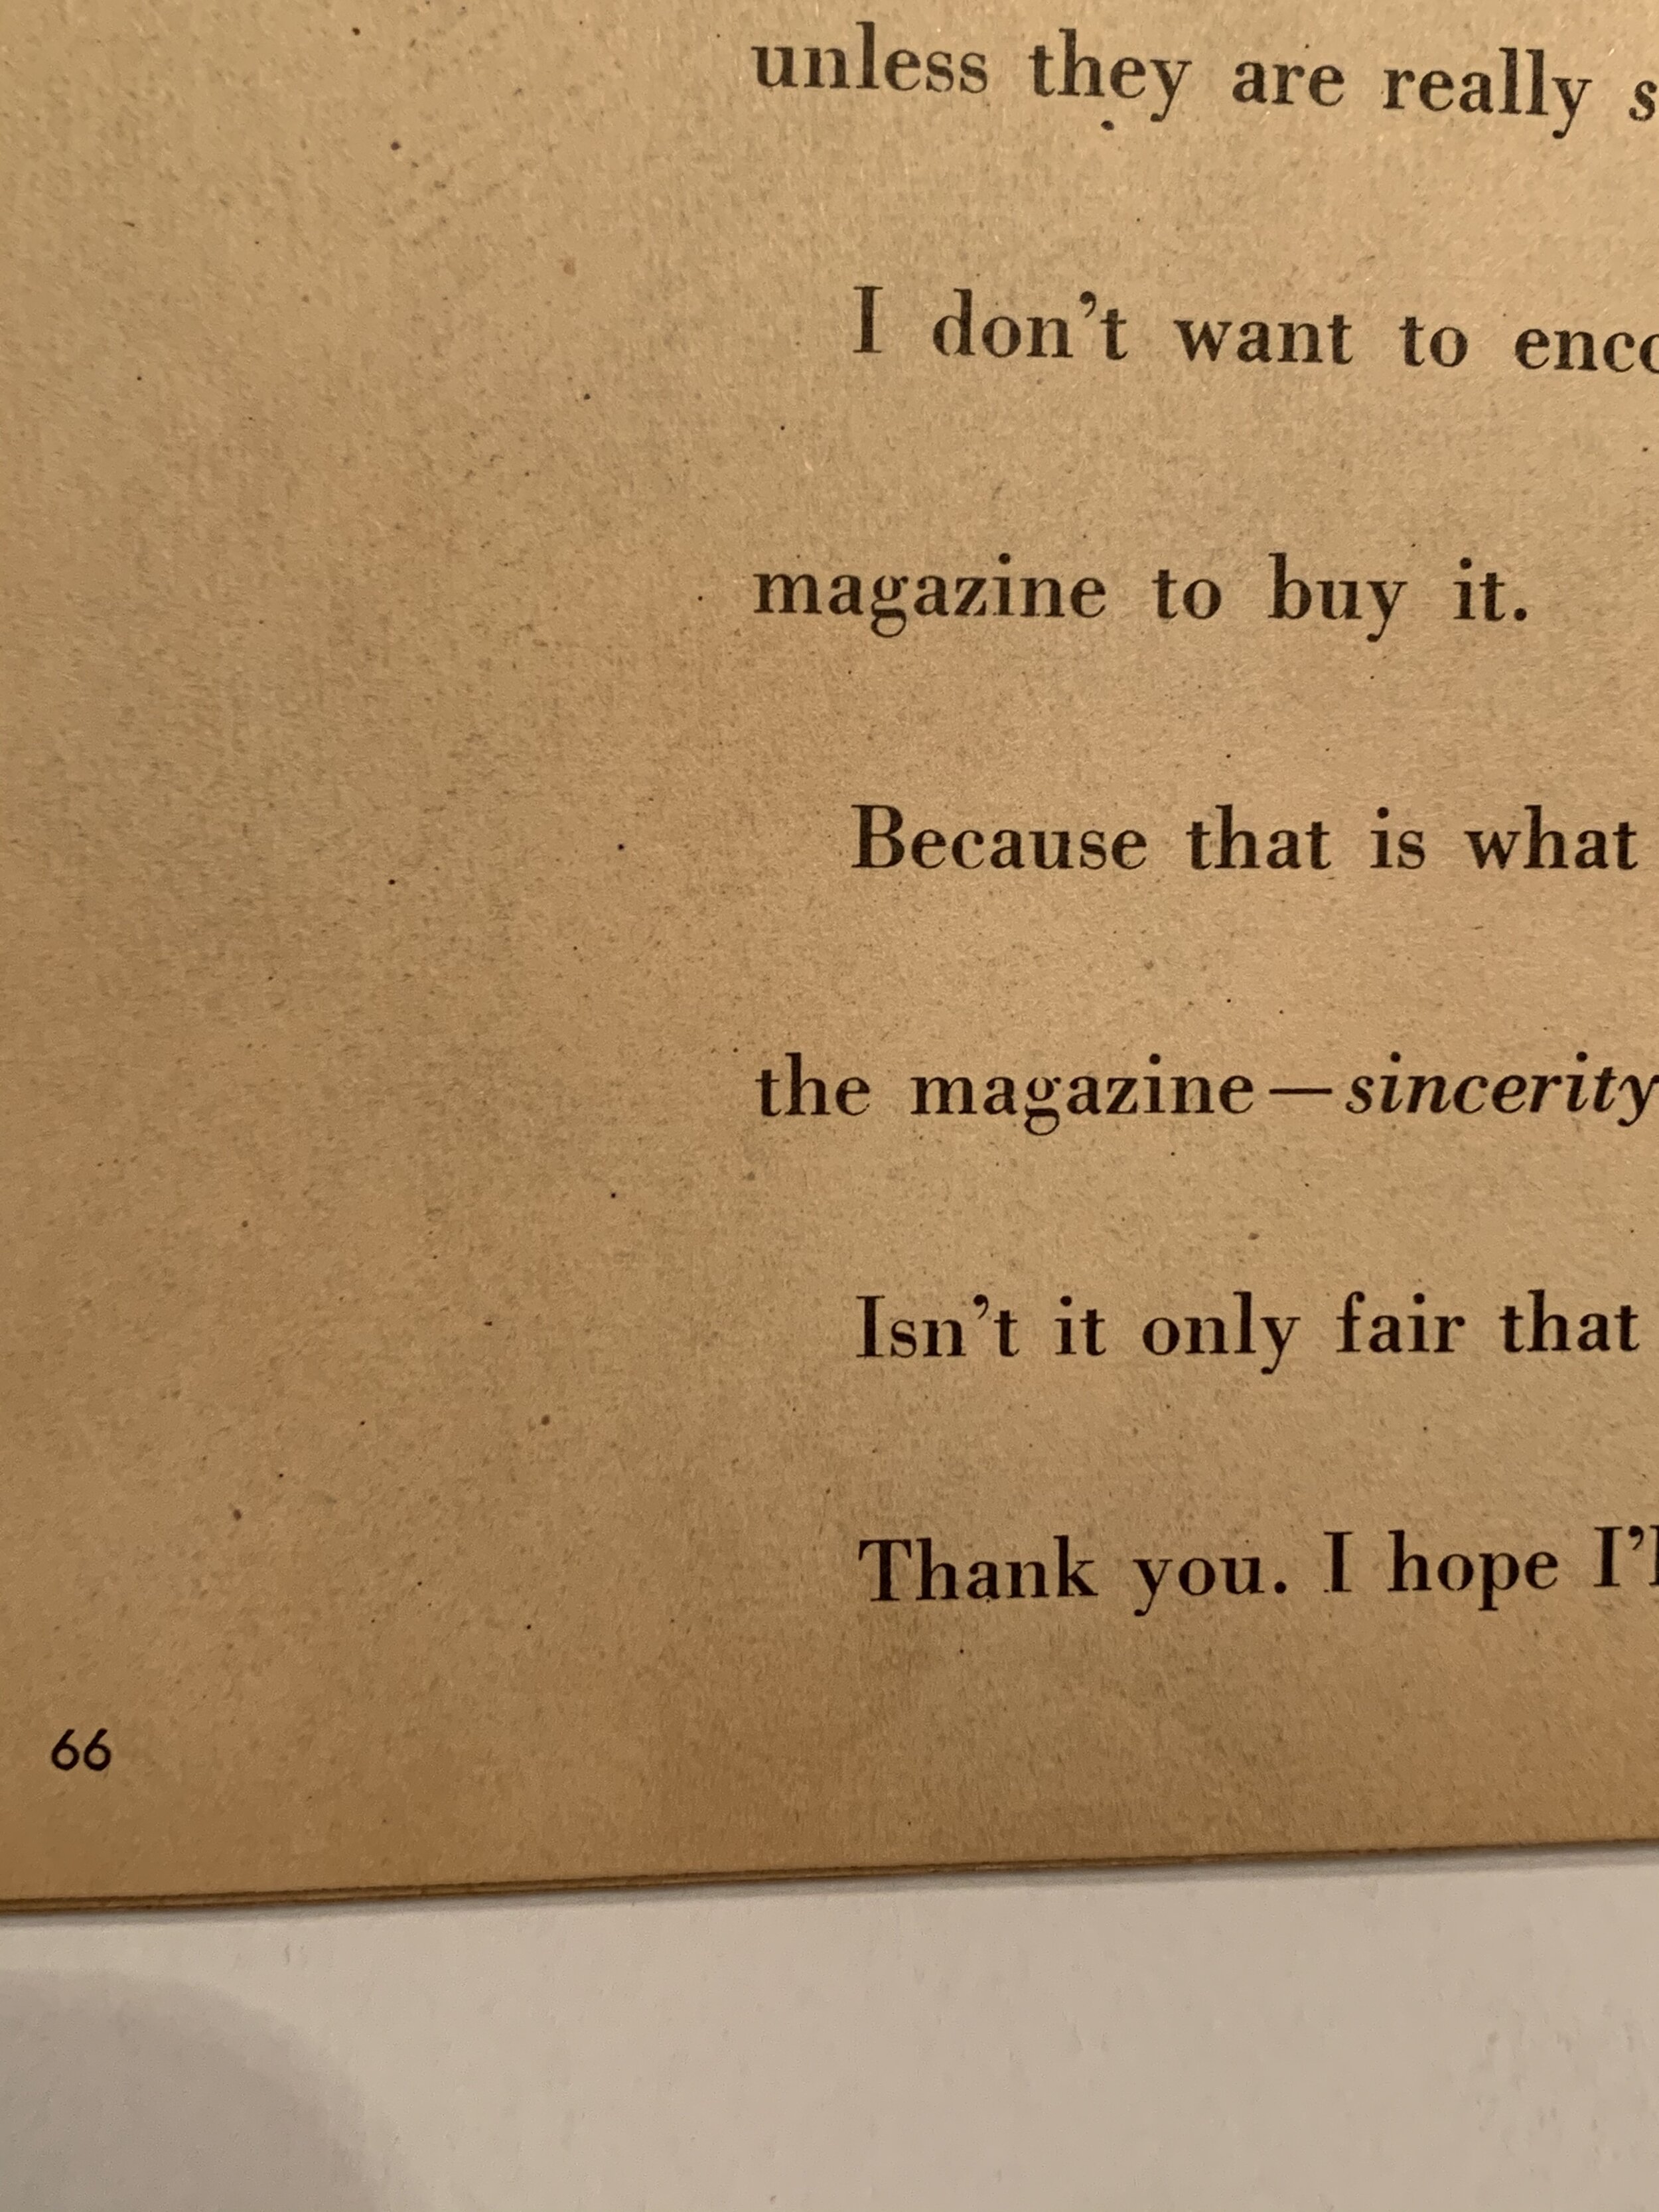 unless they are really
I don't want to
magazine to buy it.
Because that is what
the magazine—sincerity
Isn't it only fair that
Thank you. I hope
66